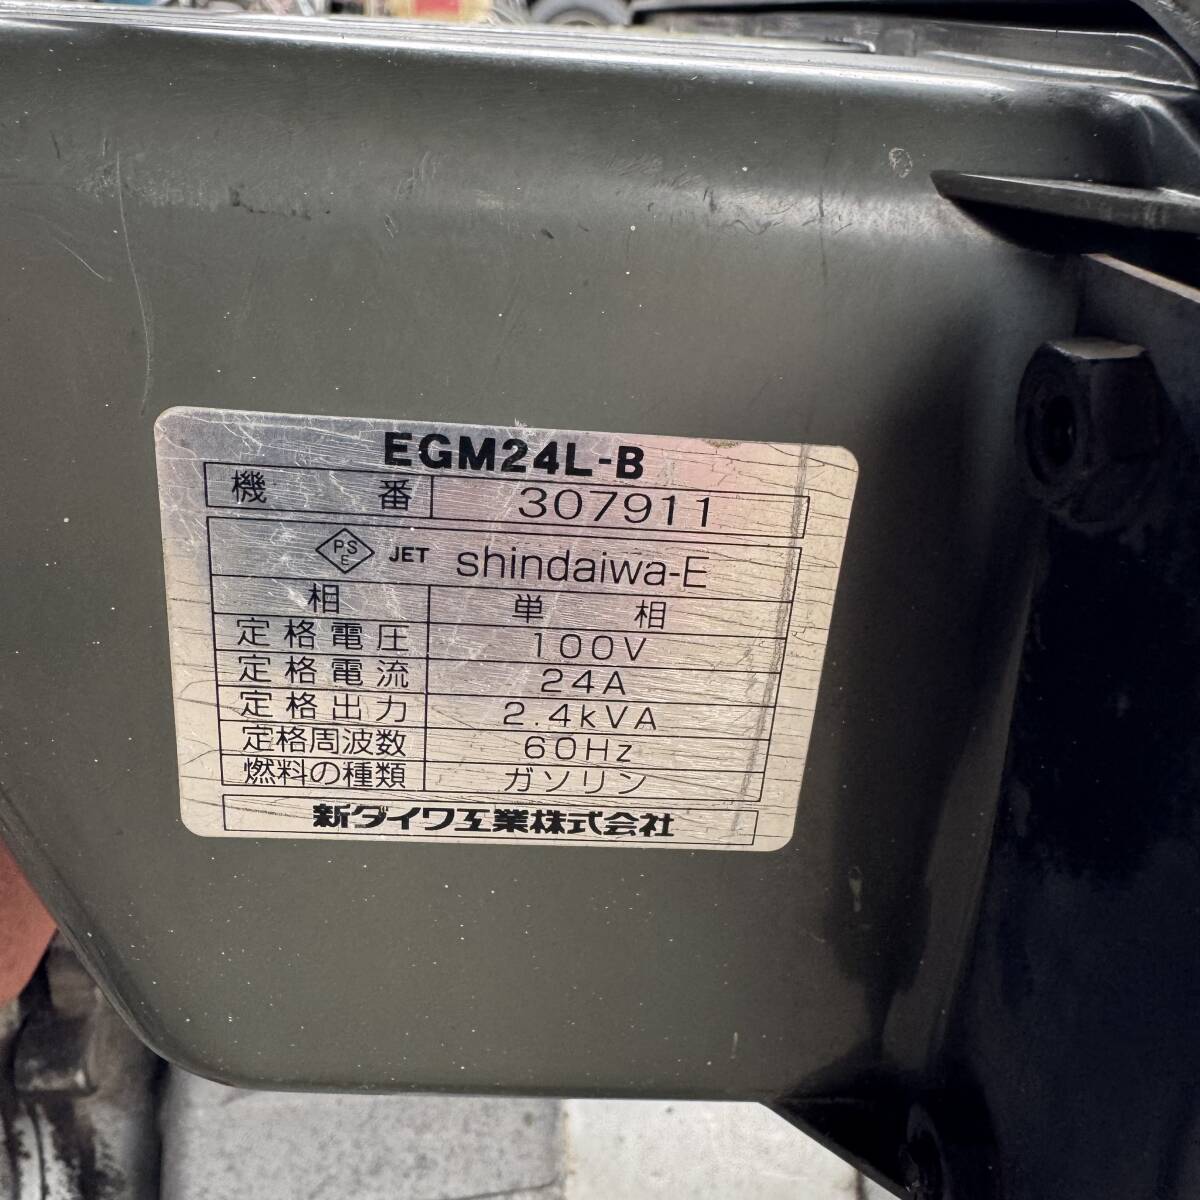 EGM24L-B
機番 307911
PSE JET shindaiwa-E
相 単相
定格電圧 100V
定格電流 24A
定格出力 2.4kVA
定格周波数 60Hz
燃料の種類 ガソリン
新ダイワ工業株式会社